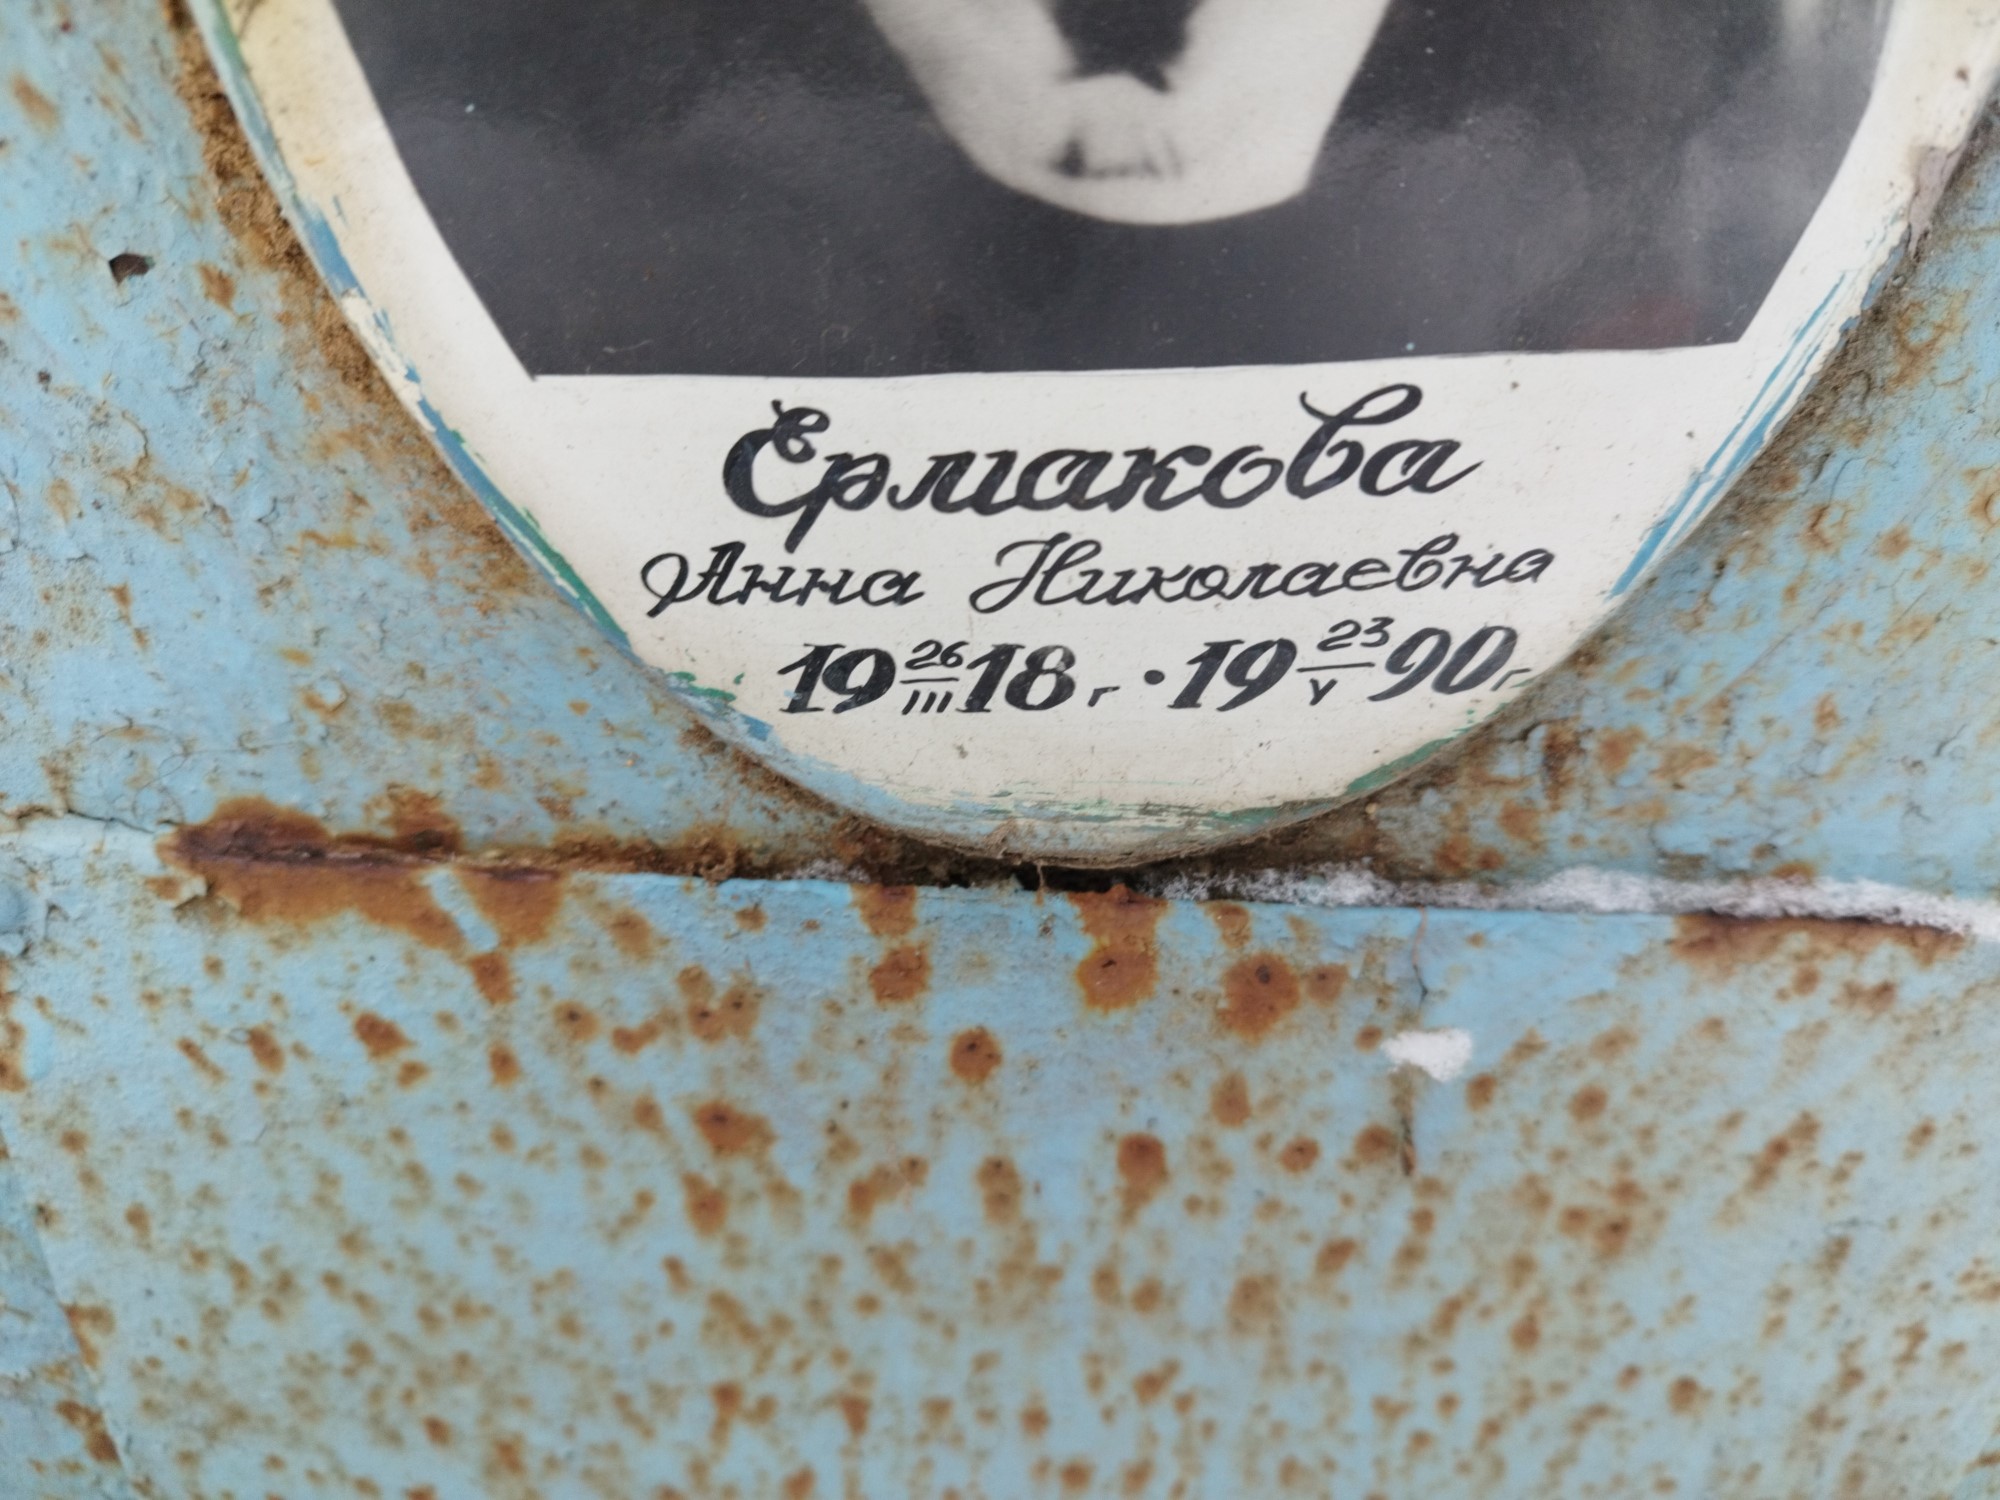 Ермакова
Анна Николаевна
19 26/III 18 г. · 19 23/V 90 г